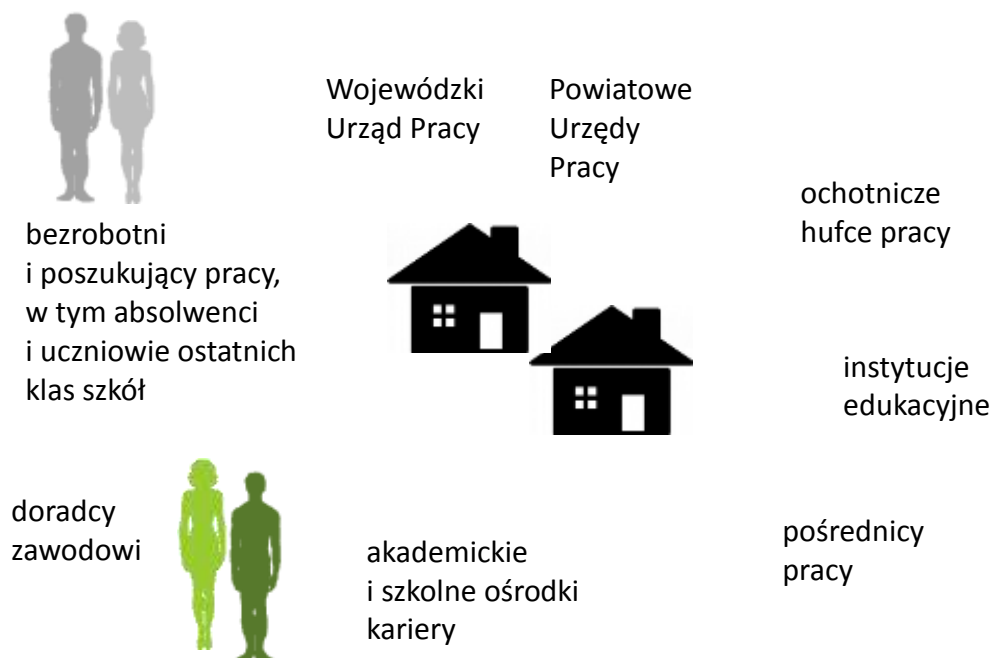 Wojewódzki
Urząd Pracy
Powiatowe
Urzędy
Pracy
ochotnicze
hufce pracy
bezrobotni
i poszukujący pracy,
w tym absolwenci
i uczniowie ostatnich
klas szkół
instytucje
edukacyjne
doradcy
zawodowi
akademickie
i szkolne ośrodki
kariery
pośrednicy
pracy